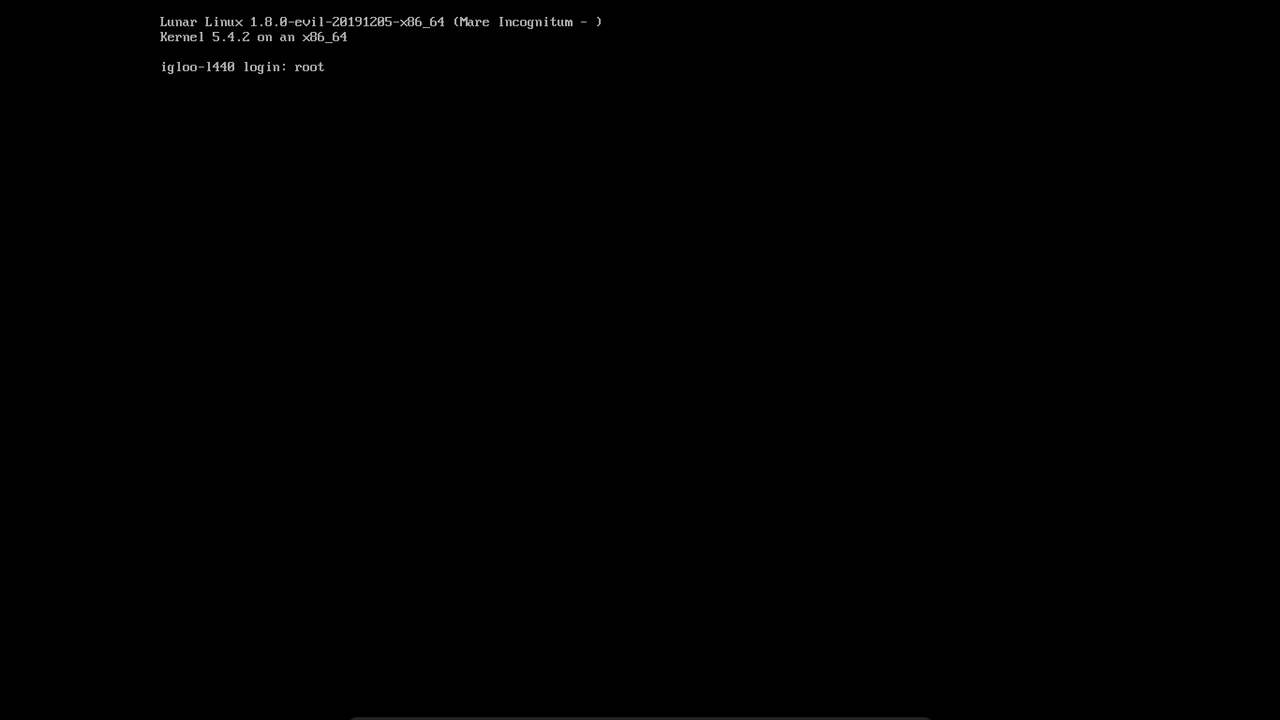 Lunar Linux 1.8.0-evil-20191205-x86_64 (Mare Incognitum - )
Kernel 5.4.2 on an x86_64
igloo-l440 login: root